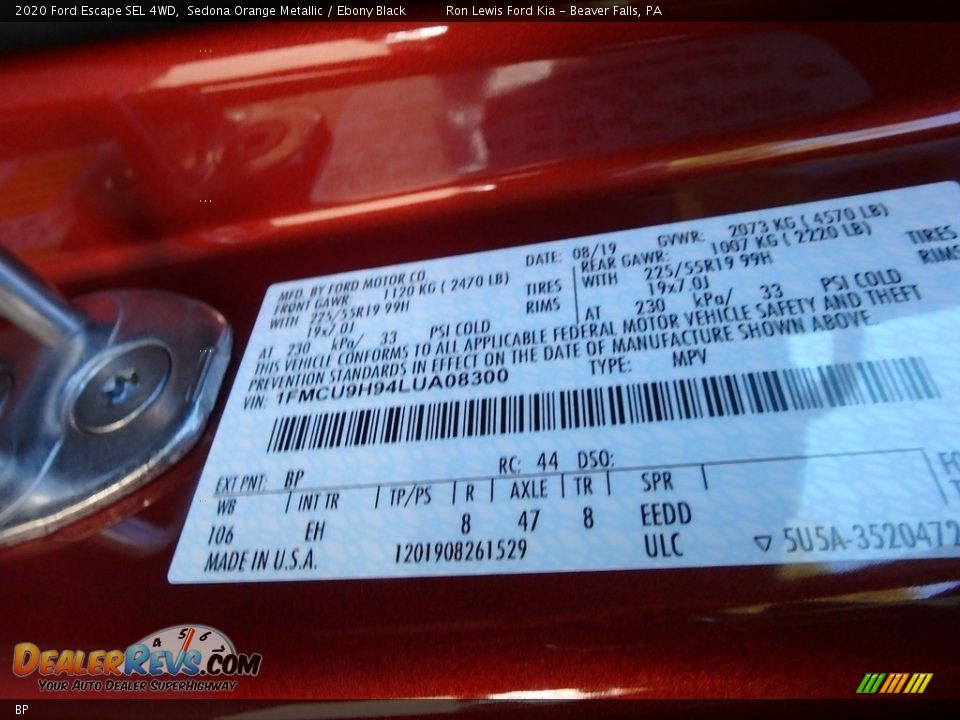 2020 Ford Escape SEL 4WD, Sedona Orange Metallic / Ebony Black Ron Lewis Ford Kia - Beaver Falls, PA
MFD. BY FORD MOTOR CO. DATE: 08/19 GVWR: 2073 KG ( 4570 LB)
FRONT GAWR: 1120 KG ( 2470 LB) REAR GAWR: 1007 KG ( 2220 LB)
WITH 225/55R19 99H TIRES WITH 225/55R19 99H TIRES
19x7.0J RIMS 19x7.0J RIMS
AT 230 kPa/ 33 PSI COLD AT 230 kPa/ 33 PSI COLD
THIS VEHICLE CONFORMS TO ALL APPLICABLE FEDERAL MOTOR VEHICLE SAFETY AND THEFT
PREVENTION STANDARDS IN EFFECT ON THE DATE OF MANUFACTURE SHOWN ABOVE.
VIN: 1FMCU9H94LUA08300 TYPE: MPV
EXT PNT: BP RC: 44 DSO:
WB INT TR TP/PS R AXLE TR SPR
106 EH 8 47 8 EEDD
MADE IN U.S.A. 1201908261529 ULC 5U5A-3520472
4 5 6
DEALERREVS.COM
YOUR AUTO DEALER SUPERHIGHWAY
BP